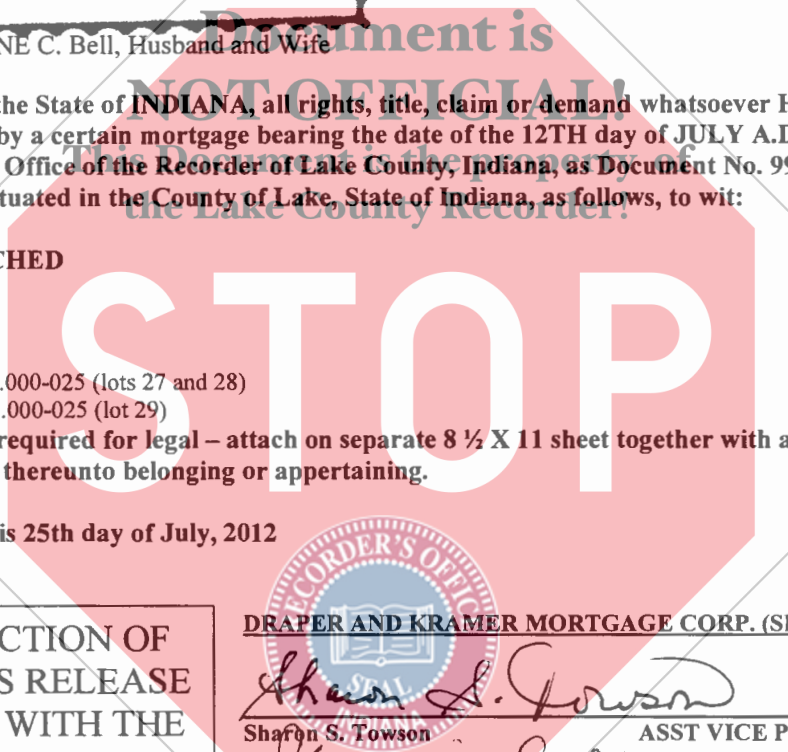 NE C. Bell, Husband and Wife
Document is
NOT OFFICIAL!
This Document is the property of
the Lake County Recorder!
the State of INDIANA, all rights, title, claim or demand whatsoever H
by a certain mortgage bearing the date of the 12TH day of JULY A.D
Office of the Recorder of Lake County, Indiana, as Document No. 99
tuated in the County of Lake, State of Indiana, as follows, to wit:
CHED
STOP
.000-025 (lots 27 and 28)
.000-025 (lot 29)
required for legal – attach on separate 8 ½ X 11 sheet together with a
thereunto belonging or appertaining.
is 25th day of July, 2012
RECORDER'S OFFIC
SEAL
INDIANA
CTION OF
S RELEASE
WITH THE
DRAPER AND KRAMER MORTGAGE CORP. (S
Sharon S. Towson
Sharon S. Towson
ASST VICE P